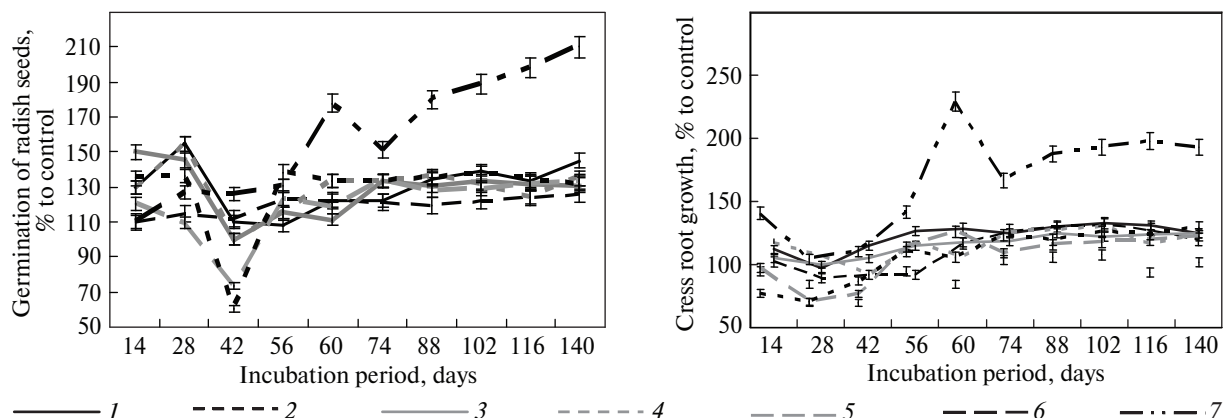 Germination of radish seeds,
% to control
210
190
170
150
130
110
90
70
50
14 28 42 56 60 74 88 102 116 140
Incubation period, days
Cress root growth, % to control
250
200
150
100
50
14 28 42 56 60 74 88 102 116 140
Incubation period, days
1 2 3 4 5 6 7